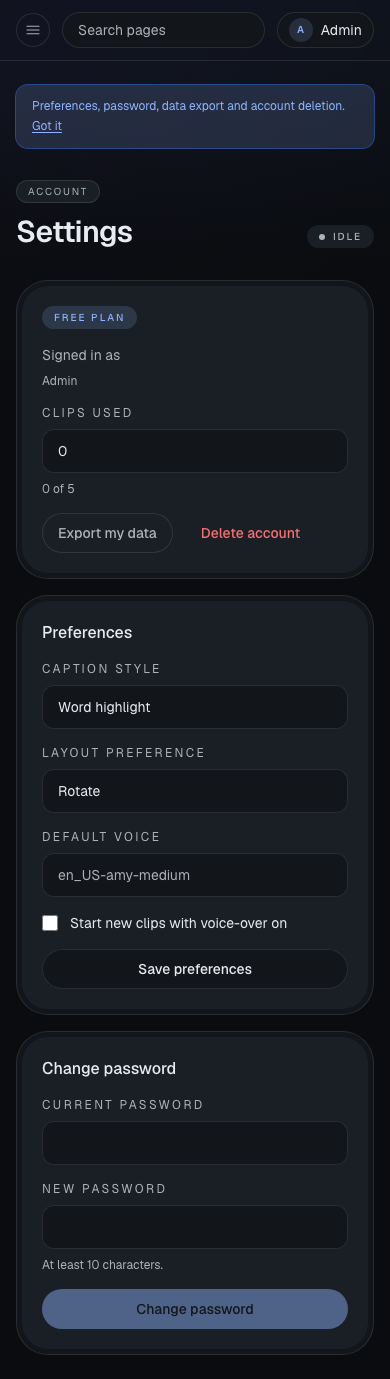 Search pages
A
Admin
Preferences, password, data export and account deletion.
Got it
ACCOUNT
Settings
IDLE
FREE PLAN
Signed in as
Admin
CLIPS USED
0
0 of 5
Export my data
Delete account
Preferences
CAPTION STYLE
Word highlight
LAYOUT PREFERENCE
Rotate
DEFAULT VOICE
en_US-amy-medium
Start new clips with voice-over on
Save preferences
Change password
CURRENT PASSWORD
NEW PASSWORD
At least 10 characters.
Change password